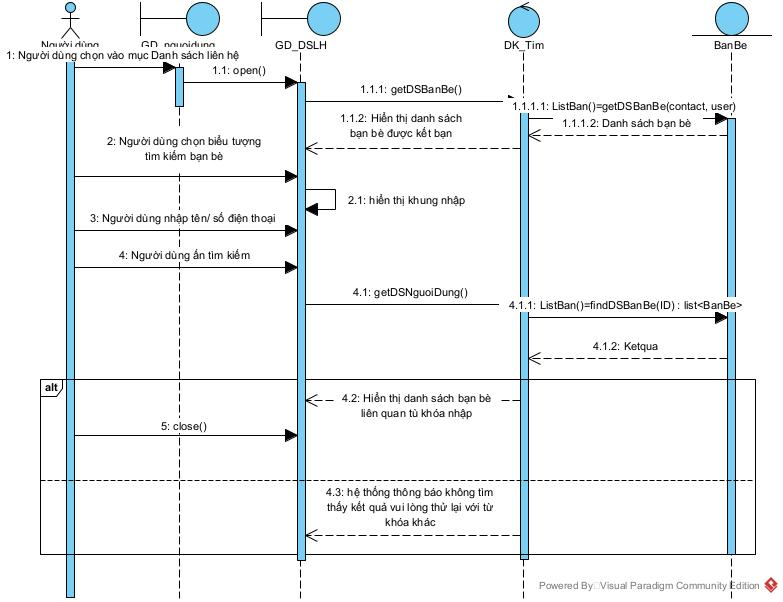 Người dùng
GD_nguoidung
GD_DSLH
DK_Tim
BanBe
1: Người dùng chọn vào mục Danh sách liên hệ
1.1: open()
1.1.1: getDSBanBe()
1.1.1.1: ListBan()=getDSBanBe(contact, user)
1.1.2: Hiển thị danh sách
bạn bè được kết bạn
1.1.1.2: Danh sách bạn bè
2: Người dùng chọn biểu tượng
tìm kiếm bạn bè
2.1: hiển thị khung nhập
3: Người dùng nhập tên/ số điện thoại
4: Người dùng ấn tìm kiếm
4.1: getDSNguoiDung()
4.1.1: ListBan()=findDSBanBe(ID) : list<BanBe>
4.1.2: Ketqua
alt
4.2: Hiển thị danh sách bạn bè
liên quan tù khóa nhập
5: close()
4.3: hệ thống thông báo không tìm
thấy kết quả vui lòng thử lại với từ
khóa khác
Powered By Visual Paradigm Community Edition